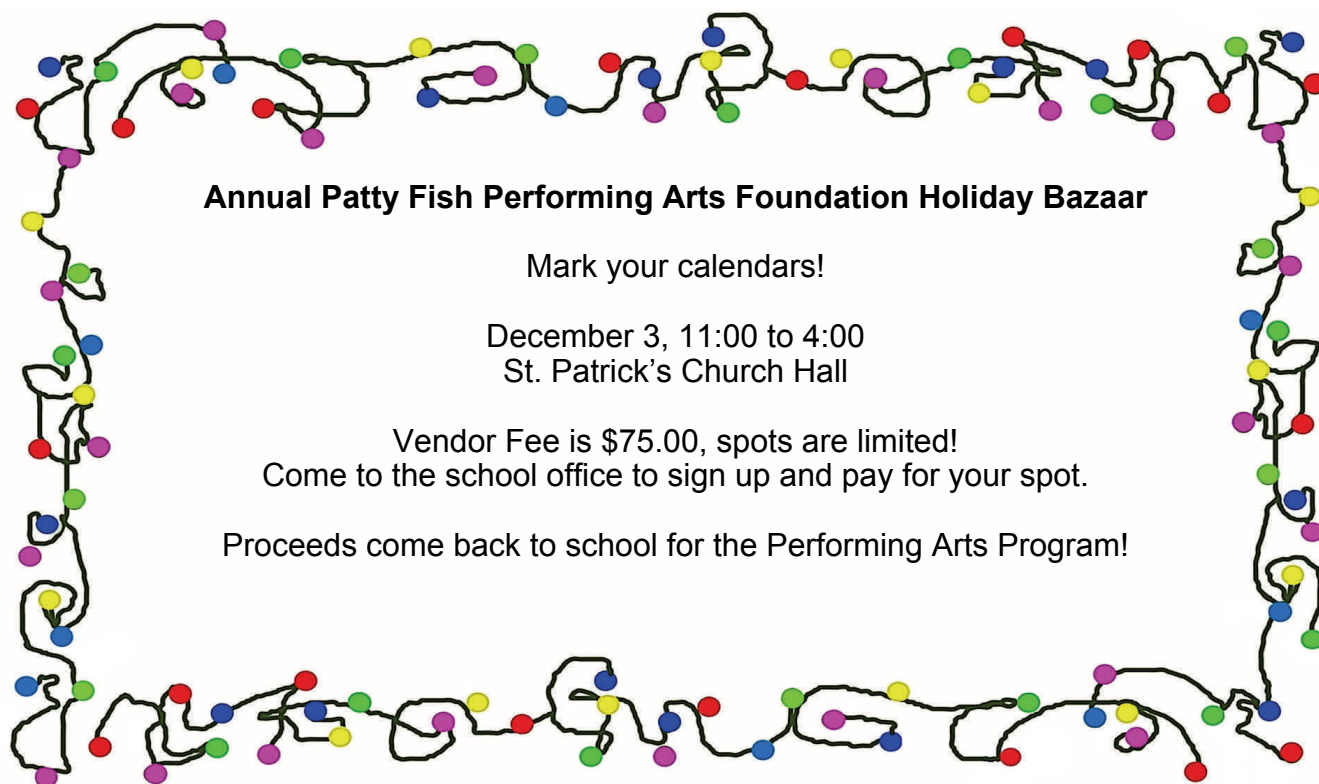 Annual Patty Fish Performing Arts Foundation Holiday Bazaar
Mark your calendars!
December 3, 11:00 to 4:00
St. Patrick’s Church Hall
Vendor Fee is $75.00, spots are limited!
Come to the school office to sign up and pay for your spot.
Proceeds come back to school for the Performing Arts Program!